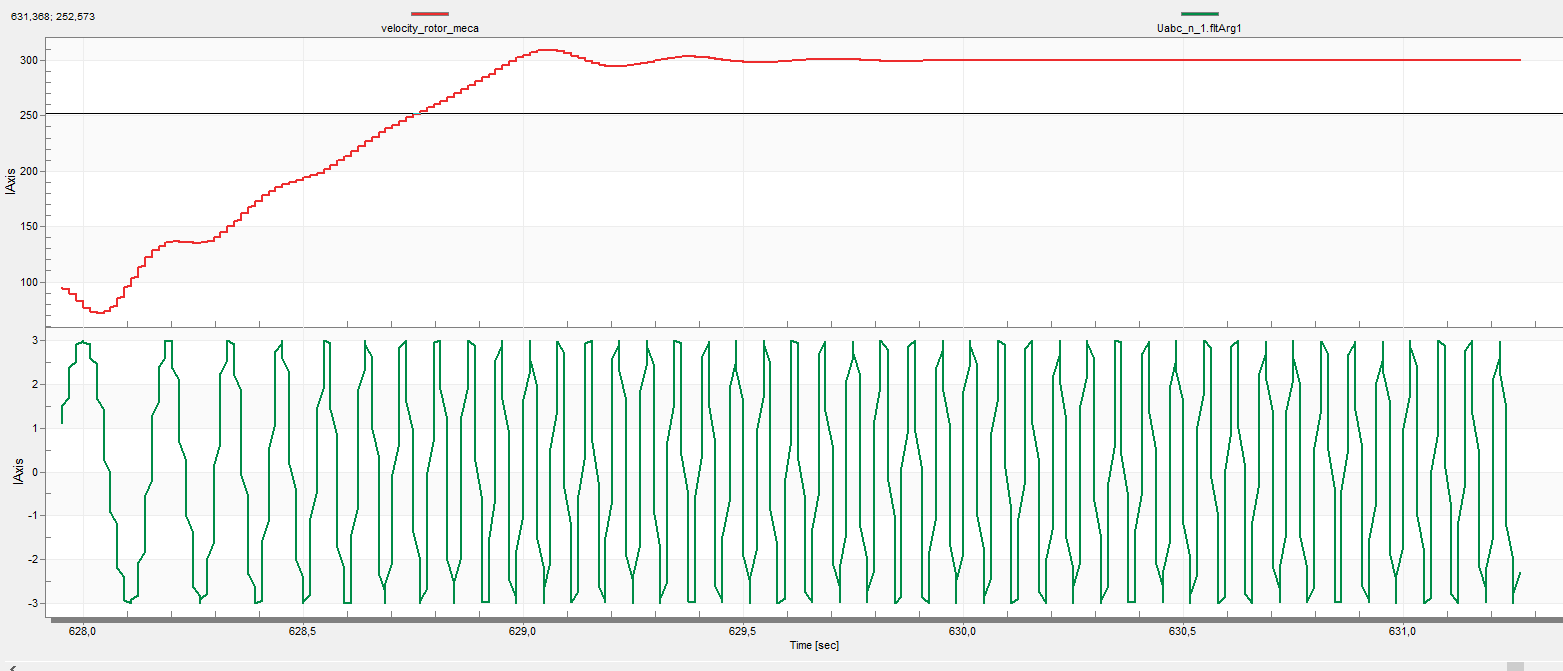 631,368; 252,573
velocity_rotor_meca
Uabc_n_1.fltArg1
300
250
200
150
100
IAxis
3
2
1
0
-1
-2
-3
IAxis
628,0 628,5 629,0 629,5 630,0 630,5 631,0
Time [sec]